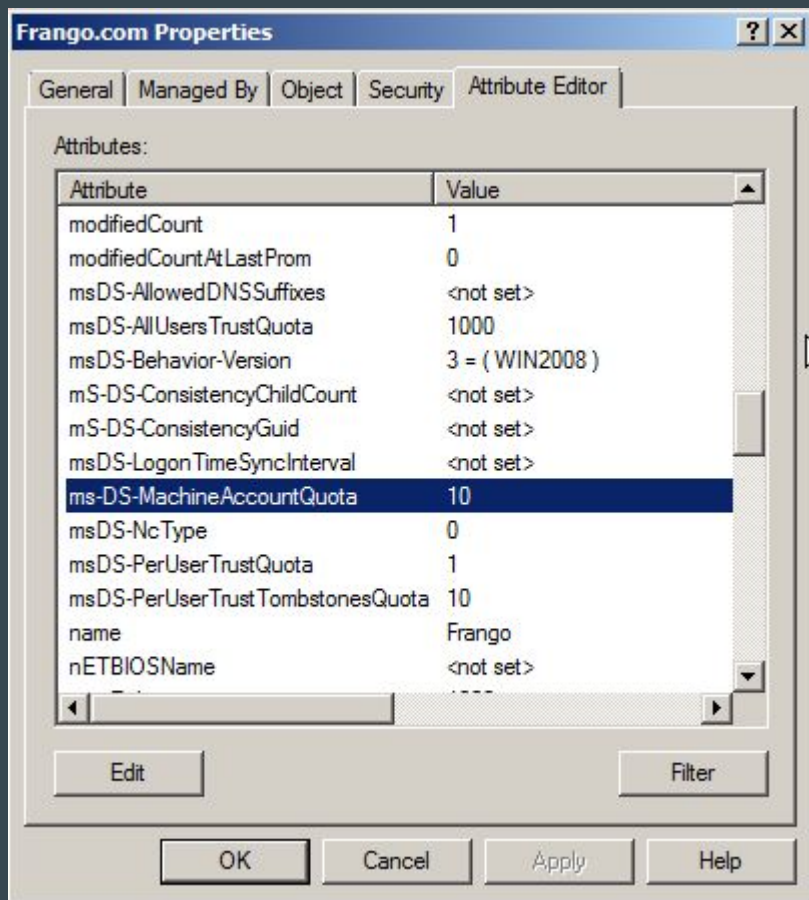 Frango.com Properties
General Managed By Object Security Attribute Editor
Attributes:
Attribute Value
modifiedCount 1
modifiedCountAtLastProm 0
msDS-AllowedDNSSuffixes <not set>
msDS-AllUsersTrustQuota 1000
msDS-Behavior-Version 3 = ( WIN2008 )
mS-DS-ConsistencyChildCount <not set>
mS-DS-ConsistencyGuid <not set>
msDS-LogonTimeSyncInterval <not set>
ms-DS-MachineAccountQuota 10
msDS-NcType 0
msDS-PerUserTrustQuota 1
msDS-PerUserTrustTombstonesQuota 10
name Frango
nETBIOSName <not set>
Edit Filter
OK Cancel Apply Help